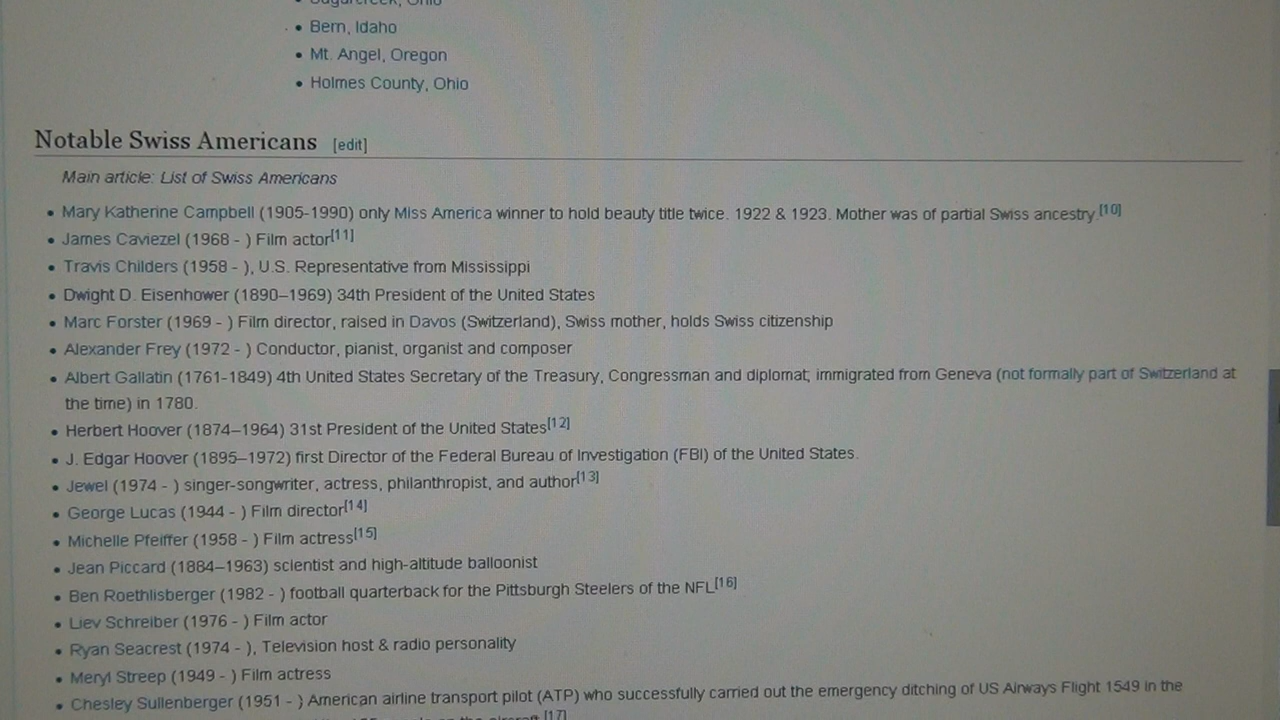 Sugarcreek, Ohio
• Bern, Idaho
• Mt. Angel, Oregon
• Holmes County, Ohio
Notable Swiss Americans [edit]
Main article: List of Swiss Americans
• Mary Katherine Campbell (1905-1990) only Miss America winner to hold beauty title twice. 1922 & 1923. Mother was of partial Swiss ancestry.[10]
• James Caviezel (1968 - ) Film actor[11]
• Travis Childers (1958 - ), U.S. Representative from Mississippi
• Dwight D. Eisenhower (1890–1969) 34th President of the United States
• Marc Forster (1969 - ) Film director, raised in Davos (Switzerland), Swiss mother, holds Swiss citizenship
• Alexander Frey (1972 - ) Conductor, pianist, organist and composer
• Albert Gallatin (1761-1849) 4th United States Secretary of the Treasury, Congressman and diplomat; immigrated from Geneva (not formally part of Switzerland at
the time) in 1780.
• Herbert Hoover (1874–1964) 31st President of the United States[12]
• J. Edgar Hoover (1895–1972) first Director of the Federal Bureau of Investigation (FBI) of the United States.
• Jewel (1974 - ) singer-songwriter, actress, philanthropist, and author[13]
• George Lucas (1944 - ) Film director[14]
• Michelle Pfeiffer (1958 - ) Film actress[15]
• Jean Piccard (1884–1963) scientist and high-altitude balloonist
• Ben Roethlisberger (1982 - ) football quarterback for the Pittsburgh Steelers of the NFL[16]
• Liev Schreiber (1976 - ) Film actor
• Ryan Seacrest (1974 - ), Television host & radio personality
• Meryl Streep (1949 - ) Film actress
• Chesley Sullenberger (1951 - ) American airline transport pilot (ATP) who successfully carried out the emergency ditching of US Airways Flight 1549 in the
on the aircraft.[17]